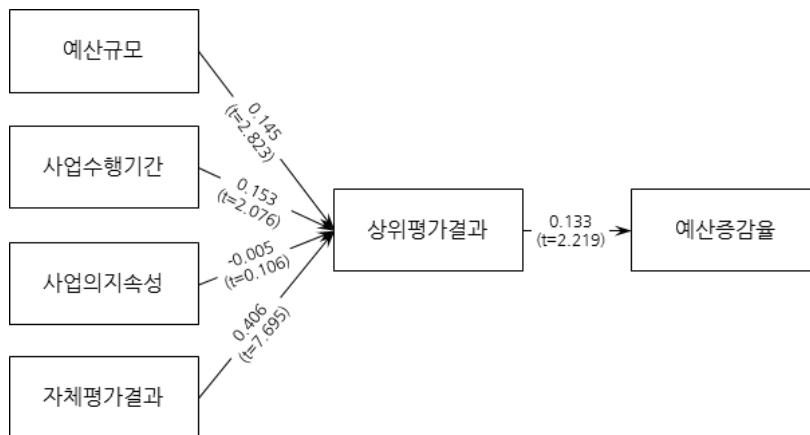 예산규모
0.145
(t=2.823)
사업수행기간
0.153
(t=2.076)
상위평가결과
0.133
(t=2.219)
예산증감율
사업의지속성
-0.005
(t=0.106)
자체평가결과
0.406
(t=7.695)